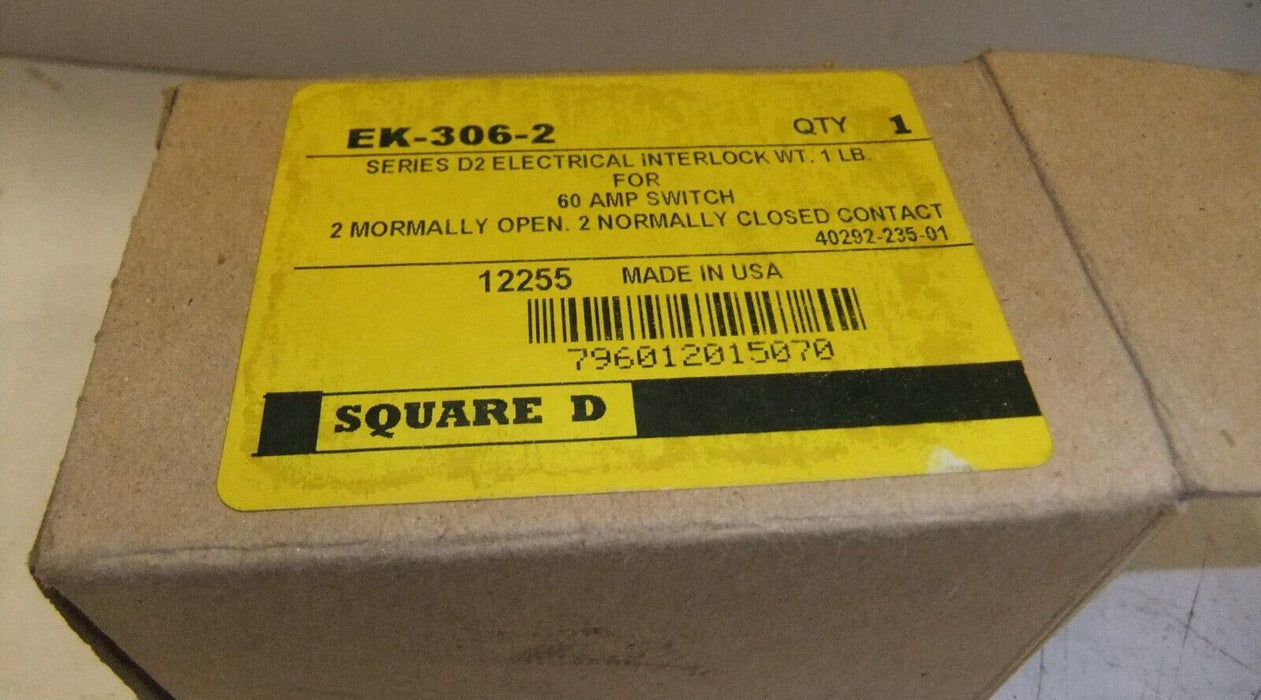 EK-306-2 QTY 1
SERIES D2 ELECTRICAL INTERLOCK WT. 1 LB.
FOR
60 AMP SWITCH
2 MORMALLY OPEN. 2 NORMALLY CLOSED CONTACT
40292-235-01
12255 MADE IN USA
796012015070
SQUARE D